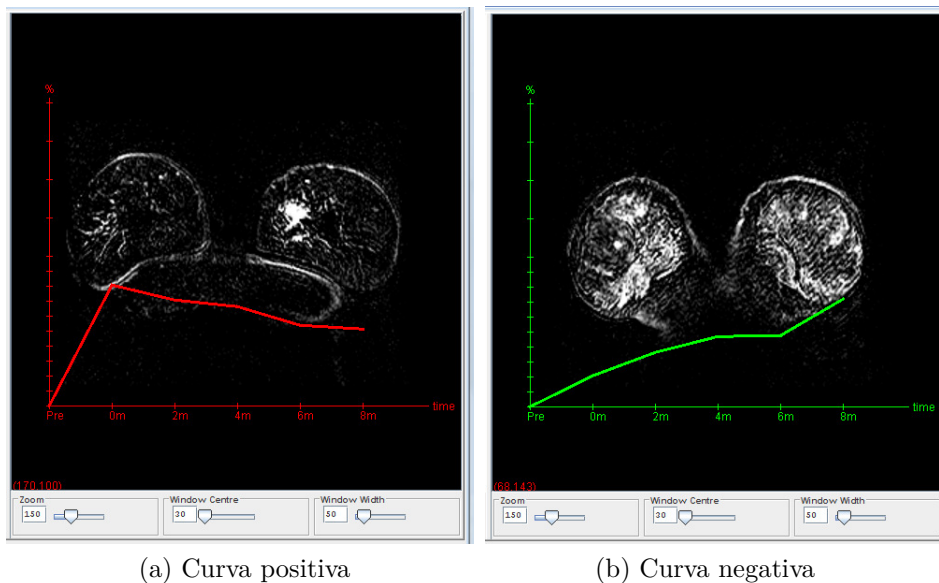 %
time
Pre
0m
2m
4m
6m
8m
(170,100)
Zoom
150
Window Centre
30
Window Width
50
(a) Curva positiva
%
time
Pre
0m
2m
4m
6m
8m
(68,143)
Zoom
150
Window Centre
30
Window Width
50
(b) Curva negativa